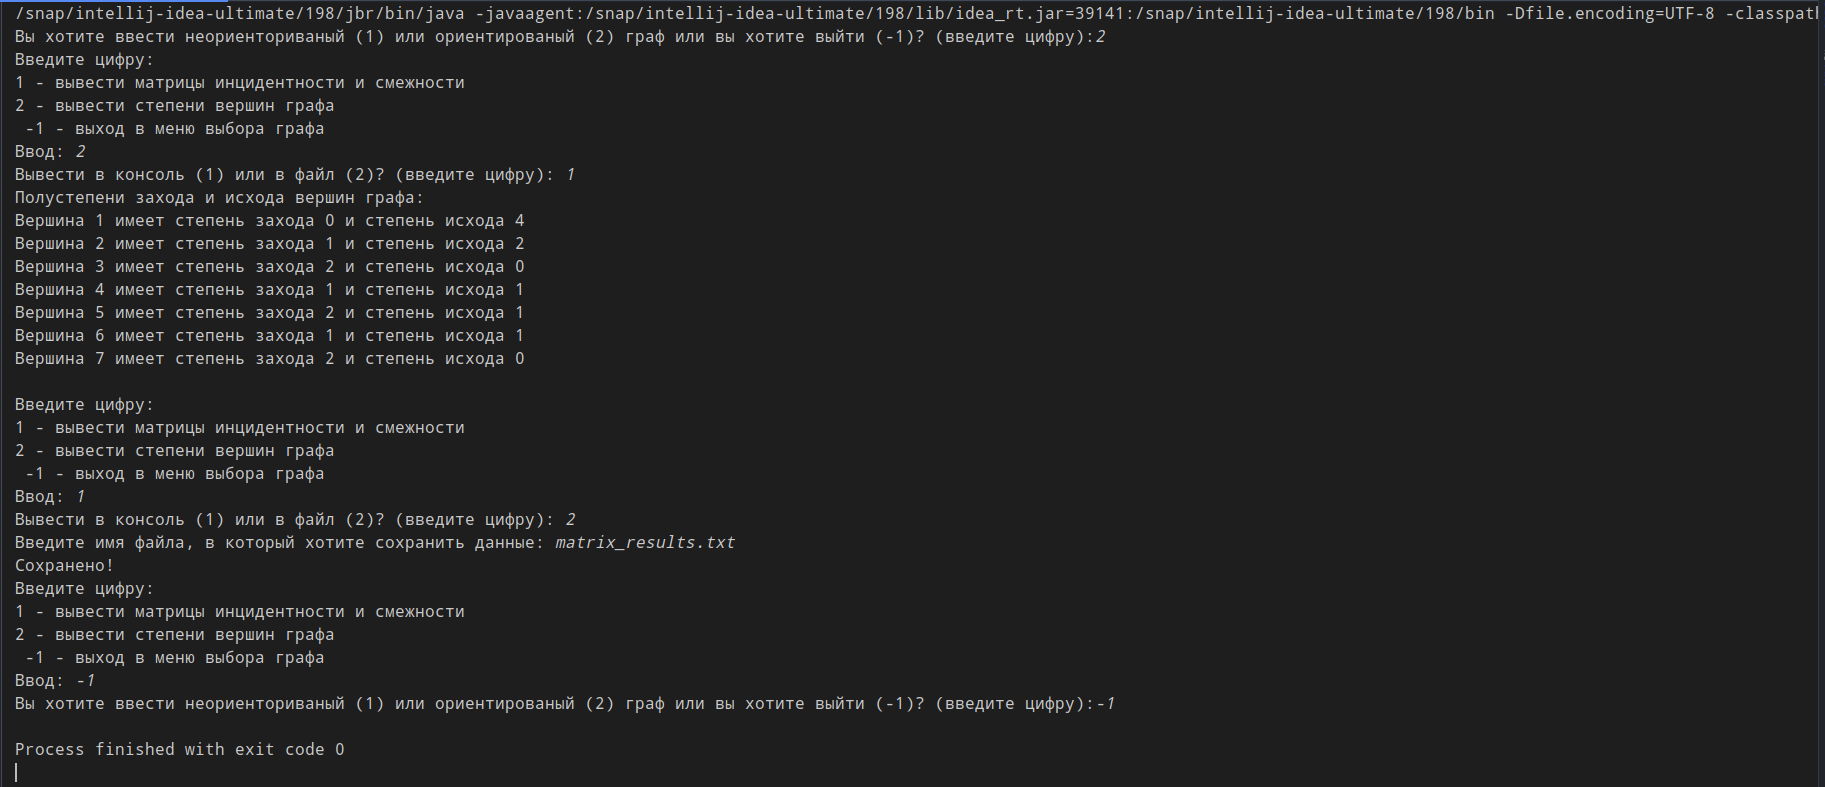 /snap/intellij-idea-ultimate/198/jbr/bin/java -javaagent:/snap/intellij-idea-ultimate/198/lib/idea_rt.jar=39141:/snap/intellij-idea-ultimate/198/bin -Dfile.encoding=UTF-8 -classpath
Вы хотите ввести неориенториваный (1) или ориентированый (2) граф или вы хотите выйти (-1)? (введите цифру):2
Введите цифру:
1 - вывести матрицы инцидентности и смежности
2 - вывести степени вершин графа
-1 - выход в меню выбора графа
Ввод: 2
Вывести в консоль (1) или в файл (2)? (введите цифру): 1
Полустепени захода и исхода вершин графа:
Вершина 1 имеет степень захода 0 и степень исхода 4
Вершина 2 имеет степень захода 1 и степень исхода 2
Вершина 3 имеет степень захода 2 и степень исхода 0
Вершина 4 имеет степень захода 1 и степень исхода 1
Вершина 5 имеет степень захода 2 и степень исхода 1
Вершина 6 имеет степень захода 1 и степень исхода 1
Вершина 7 имеет степень захода 2 и степень исхода 0
Введите цифру:
1 - вывести матрицы инцидентности и смежности
2 - вывести степени вершин графа
-1 - выход в меню выбора графа
Ввод: 1
Вывести в консоль (1) или в файл (2)? (введите цифру): 2
Введите имя файла, в который хотите сохранить данные: matrix_results.txt
Сохранено!
Введите цифру:
1 - вывести матрицы инцидентности и смежности
2 - вывести степени вершин графа
-1 - выход в меню выбора графа
Ввод: -1
Вы хотите ввести неориенториваный (1) или ориентированый (2) граф или вы хотите выйти (-1)? (введите цифру):-1
Process finished with exit code 0